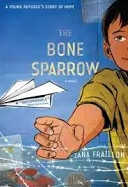 A YOUNG REFUGEE'S STORY OF HOPE
THE
BONE
SPARROW
a novel
ZANA FRAILLON